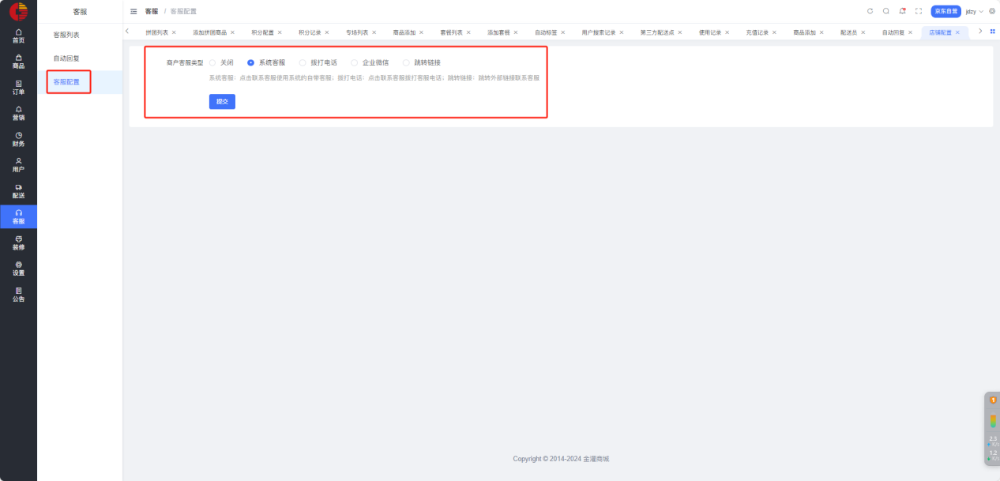 客服
客服 / 客服配置
京东自营
jdzy
首页
商品
订单
营销
财务
用户
配送
客服
装修
设置
公告
客服列表
自动回复
客服配置
拼团列表 ×
添加拼团商品 ×
积分配置 ×
积分记录 ×
专场列表 ×
商品添加 ×
套餐列表 ×
添加套餐 ×
自动标签 ×
用户搜索记录 ×
第三方配送点 ×
使用记录 ×
充值记录 ×
商品添加 ×
配送员 ×
自动回复 ×
店铺配置 ×
商户客服类型 关闭 系统客服 拨打电话 企业微信 跳转链接
系统客服：点击联系客服使用系统的自带客服；拨打电话：点击联系客服拨打客服电话；跳转链接：跳转外部链接联系客服
提交
1
2.3
K/s
1.2
K/s
Copyright © 2014-2024 金灌商城